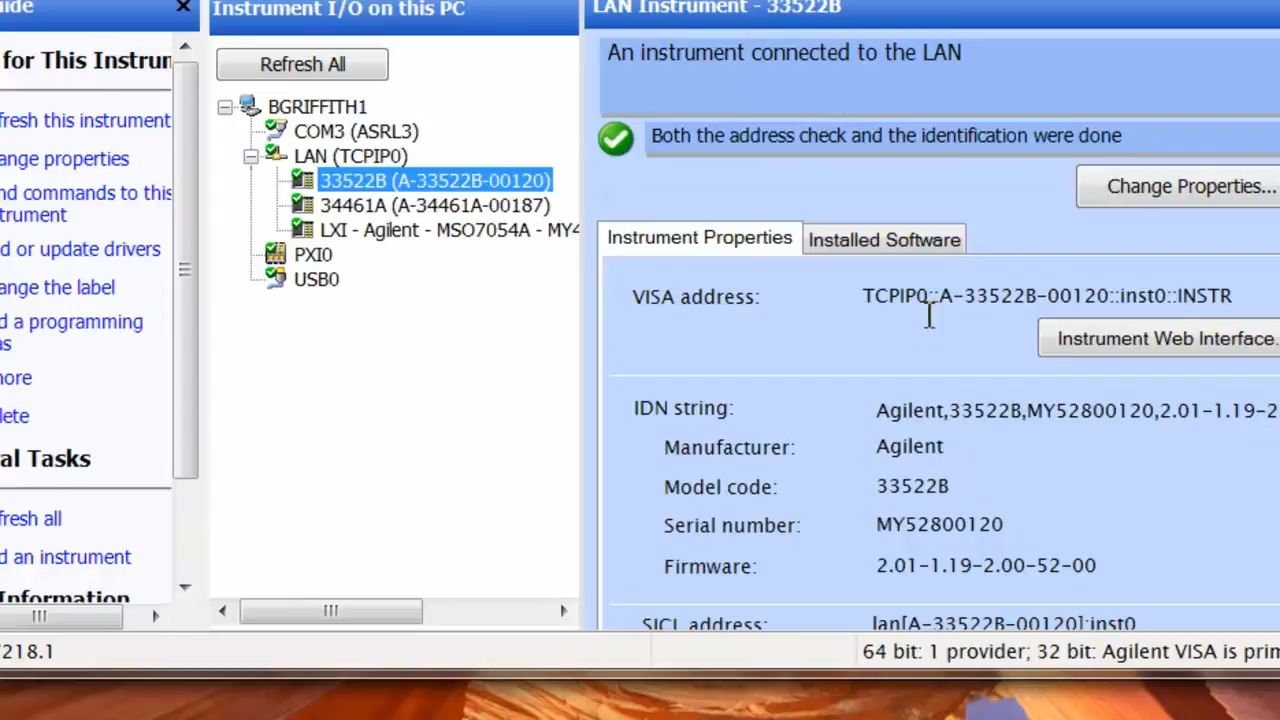 ide
for This Instrun
fresh this instrument
ange properties
nd commands to this
trument
d or update drivers
ange the label
d a programming
as
nore
lete
al Tasks
fresh all
d an instrument
Information
218.1
Instrument I/O on this PC
Refresh All
BGRIFFITH1
COM3 (ASRL3)
LAN (TCPIP0)
33522B (A-33522B-00120)
34461A (A-34461A-00187)
LXI - Agilent - MSO7054A - MY4
PXI0
USB0
LAN Instrument - 33522B
An instrument connected to the LAN
Both the address check and the identification were done
Change Properties...
Instrument Properties
Installed Software
VISA address: TCPIP0::A-33522B-00120::inst0::INSTR
Instrument Web Interface.
IDN string: Agilent,33522B,MY52800120,2.01-1.19-2
Manufacturer: Agilent
Model code: 33522B
Serial number: MY52800120
Firmware: 2.01-1.19-2.00-52-00
SICL address: lan[A-33522B-00120]:inst0
64 bit: 1 provider; 32 bit: Agilent VISA is prim